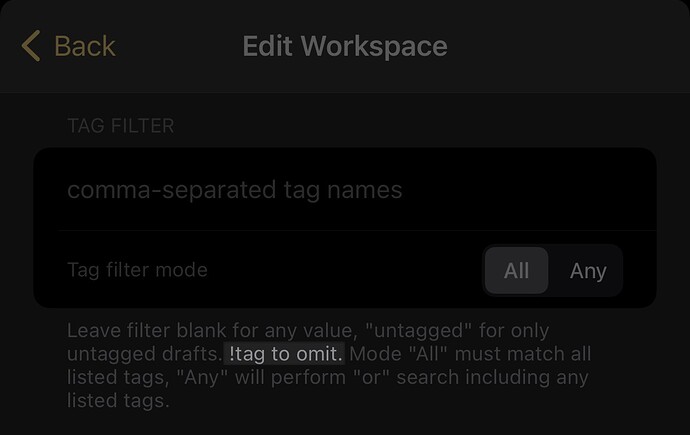 Back
Edit Workspace
TAG FILTER
comma-separated tag names
Tag filter mode
All
Any
Leave filter blank for any value, "untagged" for only
untagged drafts. !tag to omit. Mode "All" must match all
listed tags, "Any" will perform "or" search including any
listed tags.